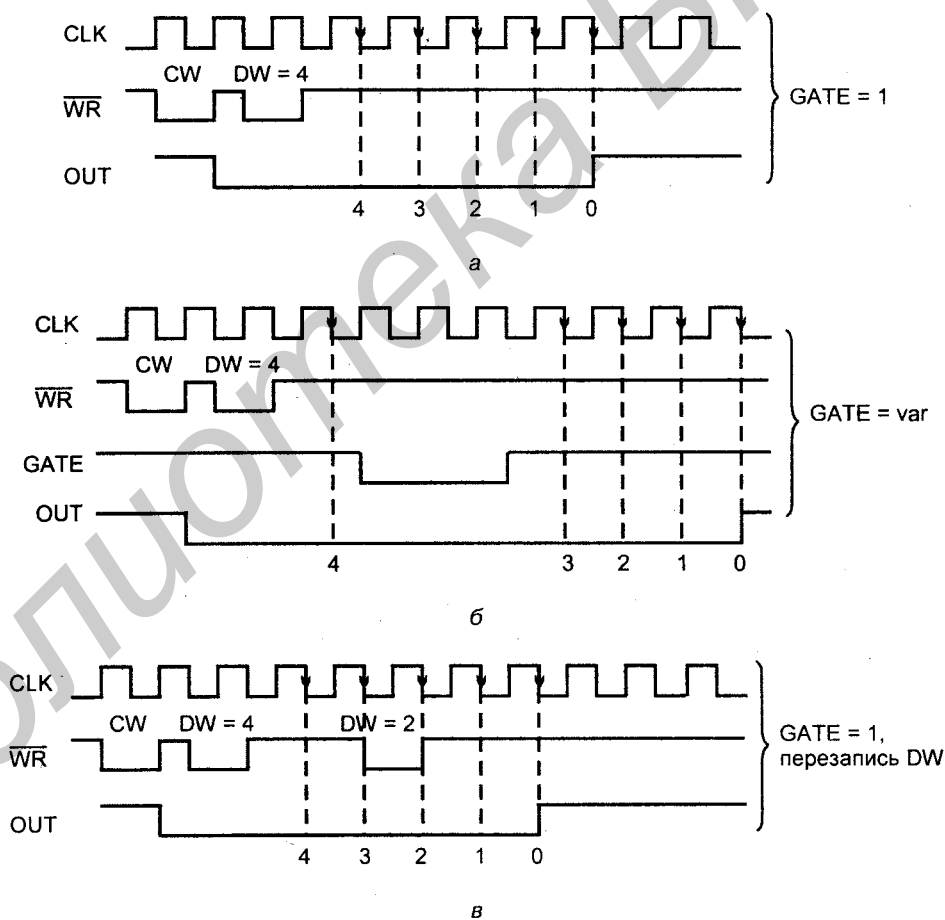 CLK
CW DW = 4
WR
GATE = 1
OUT
4 3 2 1 0
а
CLK
CW DW = 4
WR
GATE = var
GATE
OUT
4 3 2 1 0
б
CLK
CW DW = 4 DW = 2
WR
GATE = 1,
перезапись DW
OUT
4 3 2 1 0
в